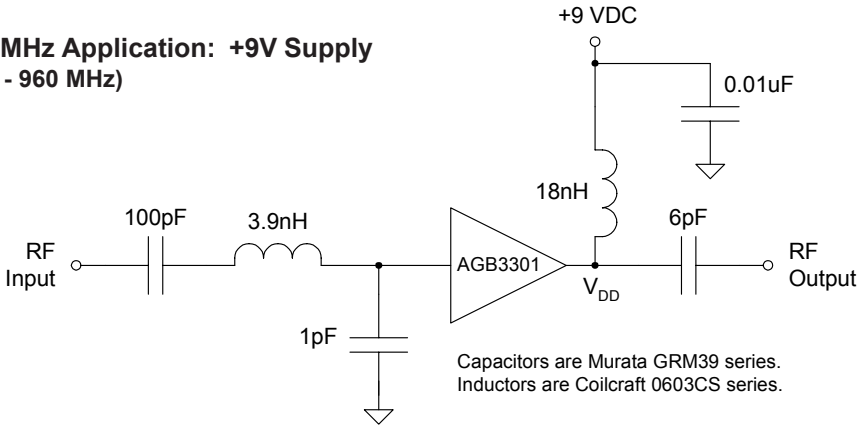 +9 VDC
MHz Application: +9V Supply
- 960 MHz)
0.01uF
18nH
100pF
3.9nH
6pF
RF
Input
AGB3301
RF
Output
VDD
1pF
Capacitors are Murata GRM39 series.
Inductors are Coilcraft 0603CS series.